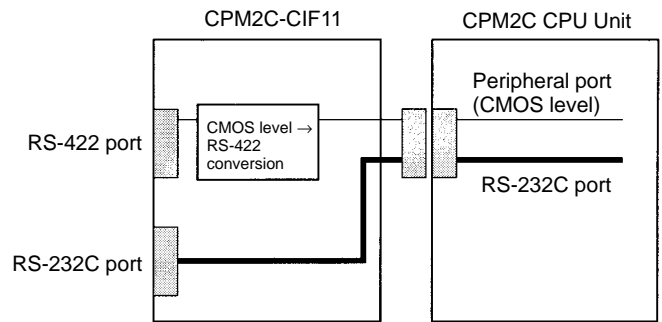 CPM2C-CIF11
CPM2C CPU Unit
Peripheral port
(CMOS level)
CMOS level →
RS-422
conversion
RS-422 port
RS-232C port
RS-232C port